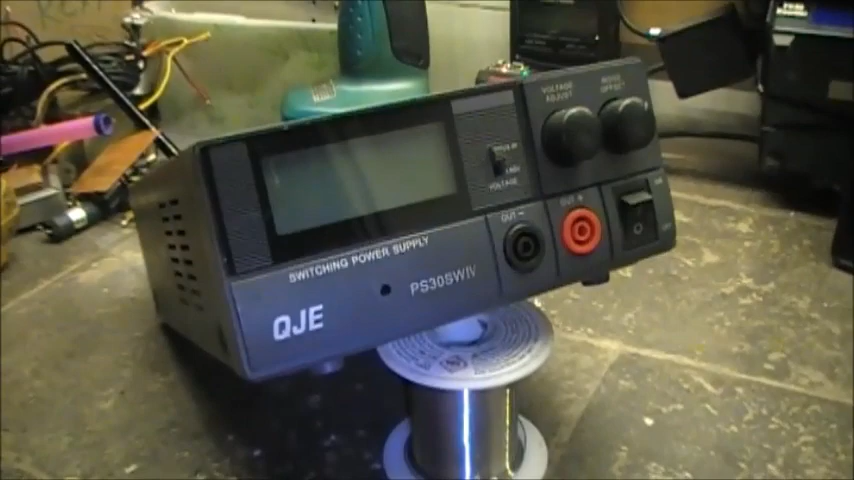 VOLTAGE
ADJUST
NOISE
OFFSET
VOLTAGE
OUT −
OUT +
SWITCHING POWER SUPPLY
PS30SWIV
QJE